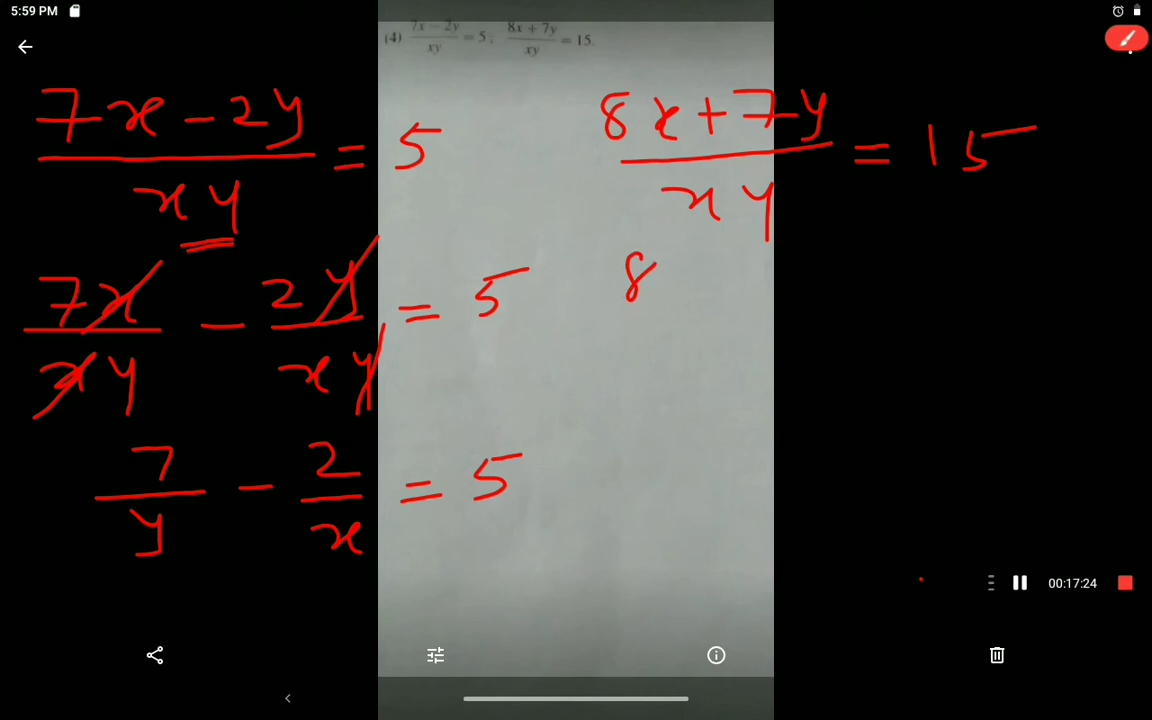 5:59 PM
(4) 7x − 2y / xy = 5; 8x + 7y / xy = 15.
7x − 2y / xy = 5
8x + 7y / xy = 15
7x / xy − 2y / xy = 5
8
7 / y − 2 / x = 5
00:17:24